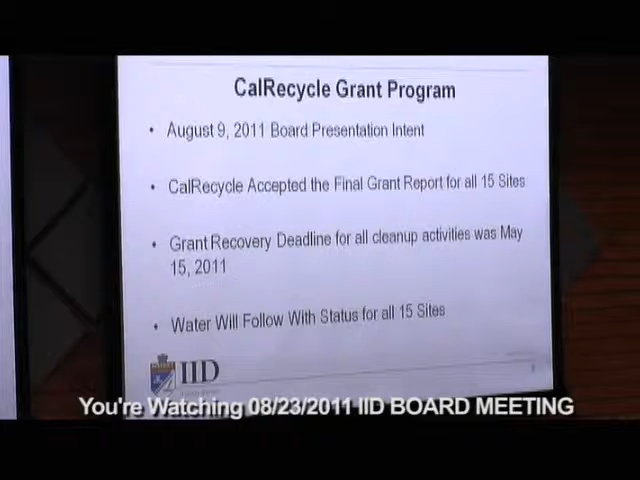 CalRecycle Grant Program
• August 9, 2011 Board Presentation Intent
• CalRecycle Accepted the Final Grant Report for all 15 Sites
• Grant Recovery Deadline for all cleanup activities was May
15, 2011
• Water Will Follow With Status for all 15 Sites
IID
You're Watching 08/23/2011 IID BOARD MEETING